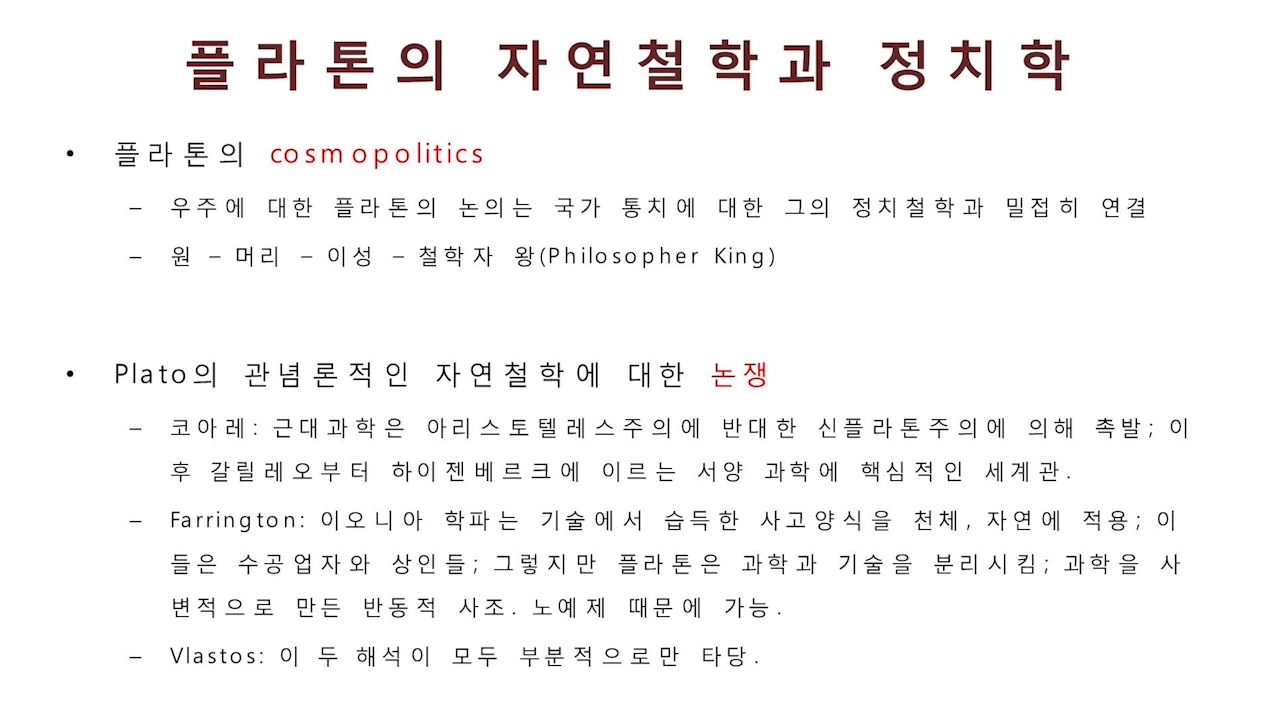 플라톤의 자연철학과 정치학
• 플라톤의 cosmopolitics
– 우주에 대한 플라톤의 논의는 국가 통치에 대한 그의 정치철학과 밀접히 연결
– 원 – 머리 – 이성 – 철학자 왕(Philosopher King)
• Plato의 관념론적인 자연철학에 대한 논쟁
– 코아레: 근대과학은 아리스토텔레스주의에 반대한 신플라톤주의에 의해 촉발; 이
후 갈릴레오부터 하이젠베르크에 이르는 서양 과학에 핵심적인 세계관.
– Farrington: 이오니아 학파는 기술에서 습득한 사고양식을 천체, 자연에 적용; 이
들은 수공업자와 상인들; 그렇지만 플라톤은 과학과 기술을 분리시킴; 과학을 사
변적으로 만든 반동적 사조. 노예제 때문에 가능.
– Vlastos: 이 두 해석이 모두 부분적으로만 타당.